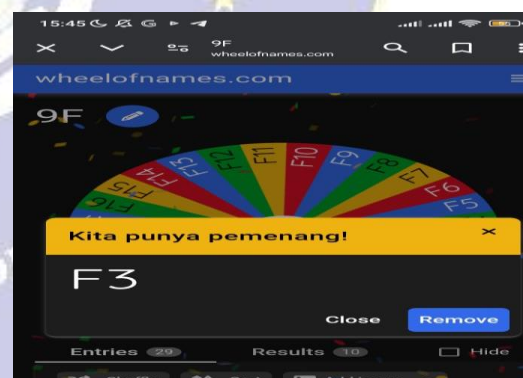 15:45
9F
wheelofnames.com
wheelofnames.com
9F
F16 F15 F14 F13 F12 F11 F10 F9 F8 F7 F6 F5
Kita punya pemenang!
F3
Close Remove
Entries 29 Results 10 Hide